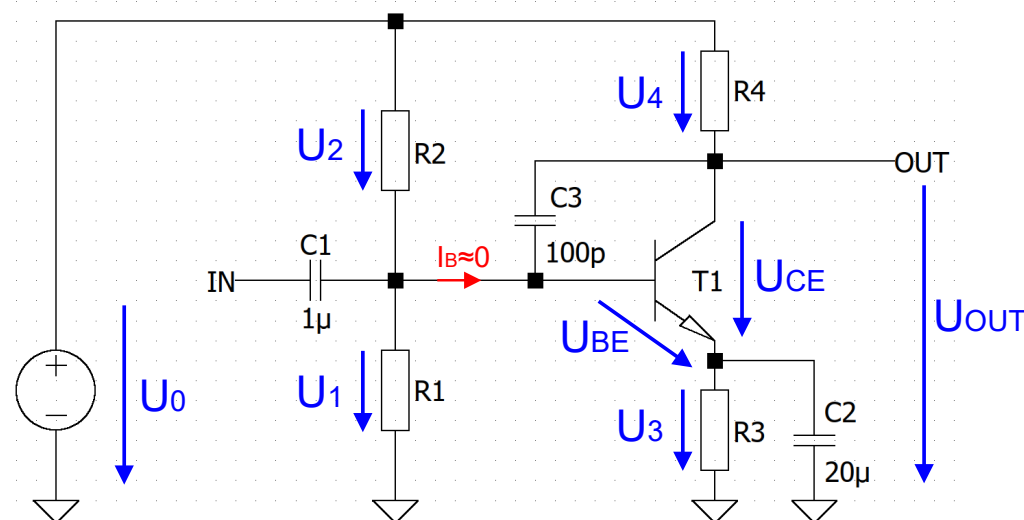 U4
R4
U2
R2
OUT
C3
100p
C1
IN
1µ
IB≈0
T1
UCE
UBE
UOUT
U0
U1
R1
U3
R3
C2
20µ